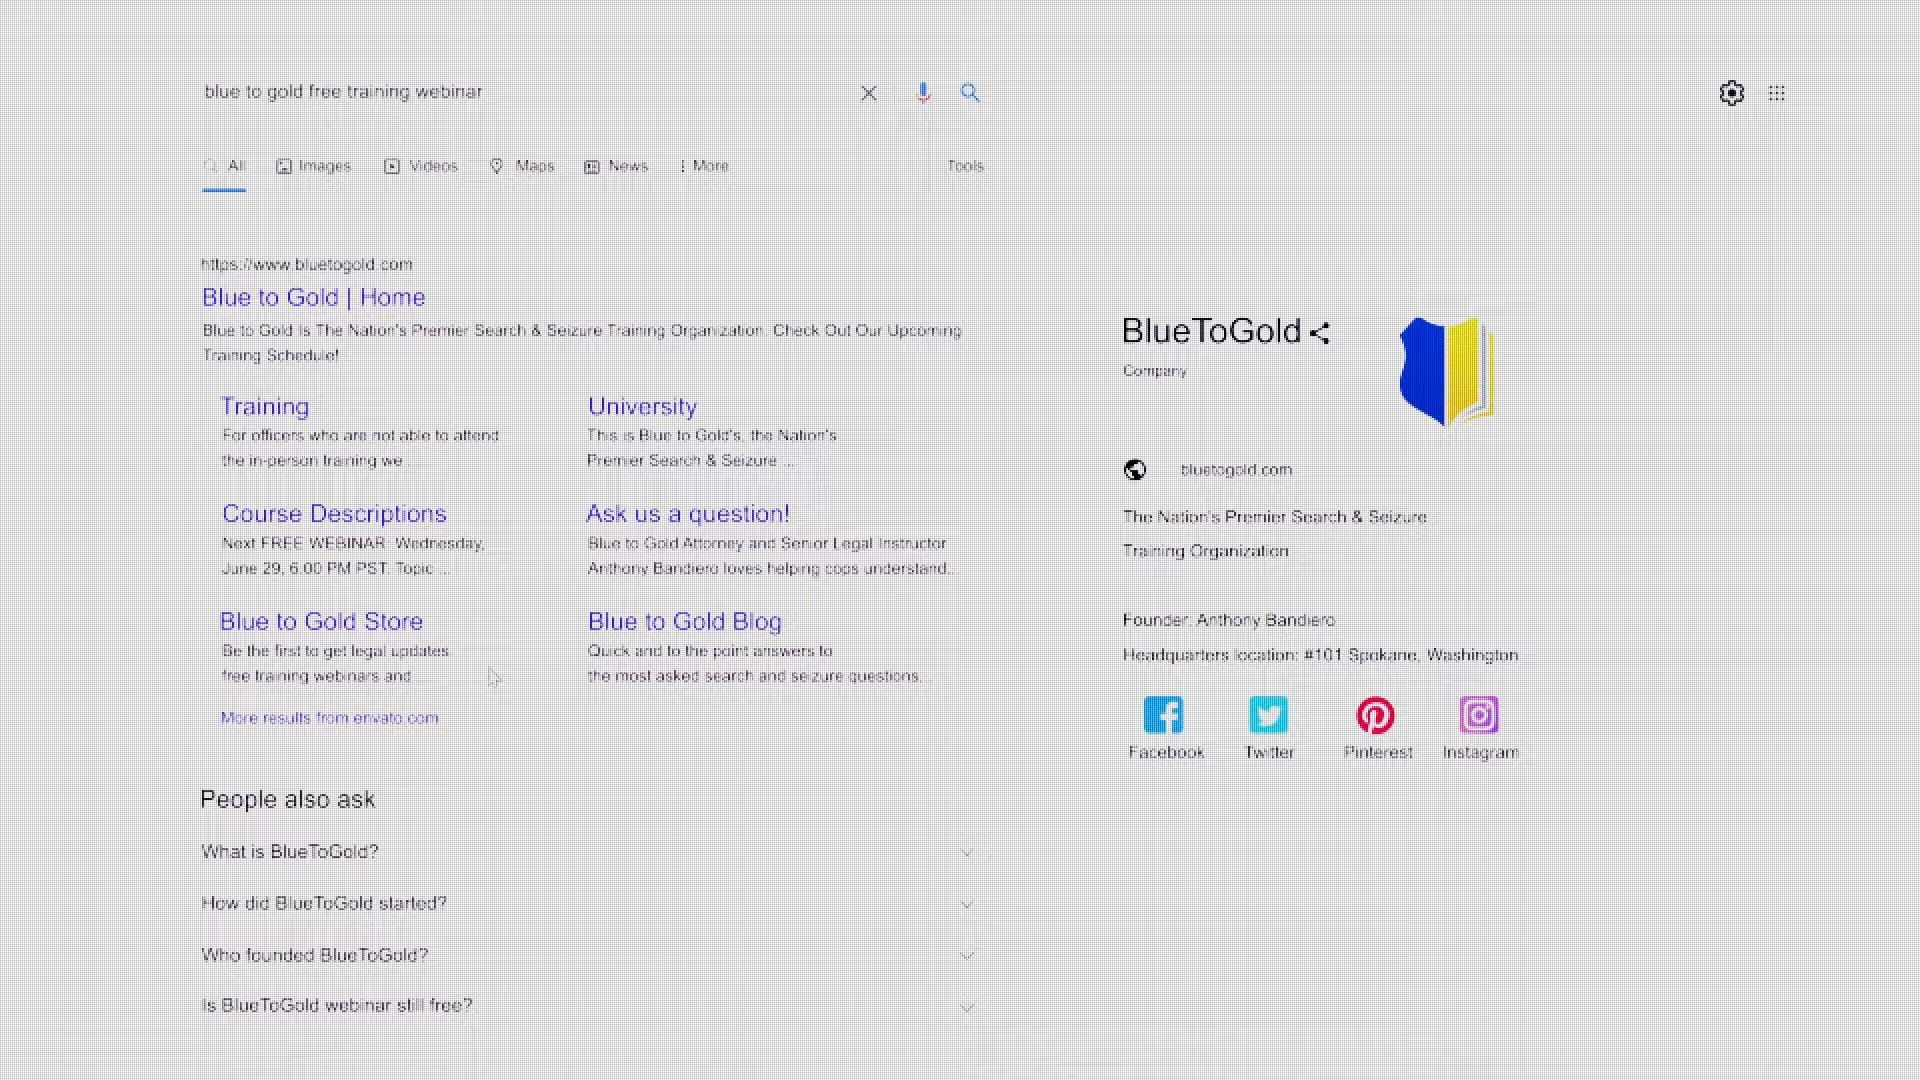 blue to gold free training webinar
All Images Videos Maps News More Tools
https://www.bluetogold.com
Blue to Gold | Home
Blue to Gold Is The Nation's Premier Search & Seizure Training Organization. Check Out Our Upcoming
Training Schedule!
Training
For officers who are not able to attend
the in-person training we ...
University
This is Blue to Gold's, the Nation's
Premier Search & Seizure ...
Course Descriptions
Next FREE WEBINAR: Wednesday,
June 29, 6:00 PM PST. Topic ...
Ask us a question!
Blue to Gold Attorney and Senior Legal Instructor
Anthony Bandiero loves helping cops understand...
Blue to Gold Store
Be the first to get legal updates
free training webinars and ...
Blue to Gold Blog
Quick and to the point answers to
the most asked search and seizure questions...
More results from envato.com
People also ask
What is BlueToGold?
How did BlueToGold started?
Who founded BlueToGold?
Is BlueToGold webinar still free?
BlueToGold
Company
bluetogold.com
The Nation's Premier Search & Seizure
Training Organization
Founder: Anthony Bandiero
Headquarters location: #101 Spokane, Washington
Facebook Twitter Pinterest Instagram